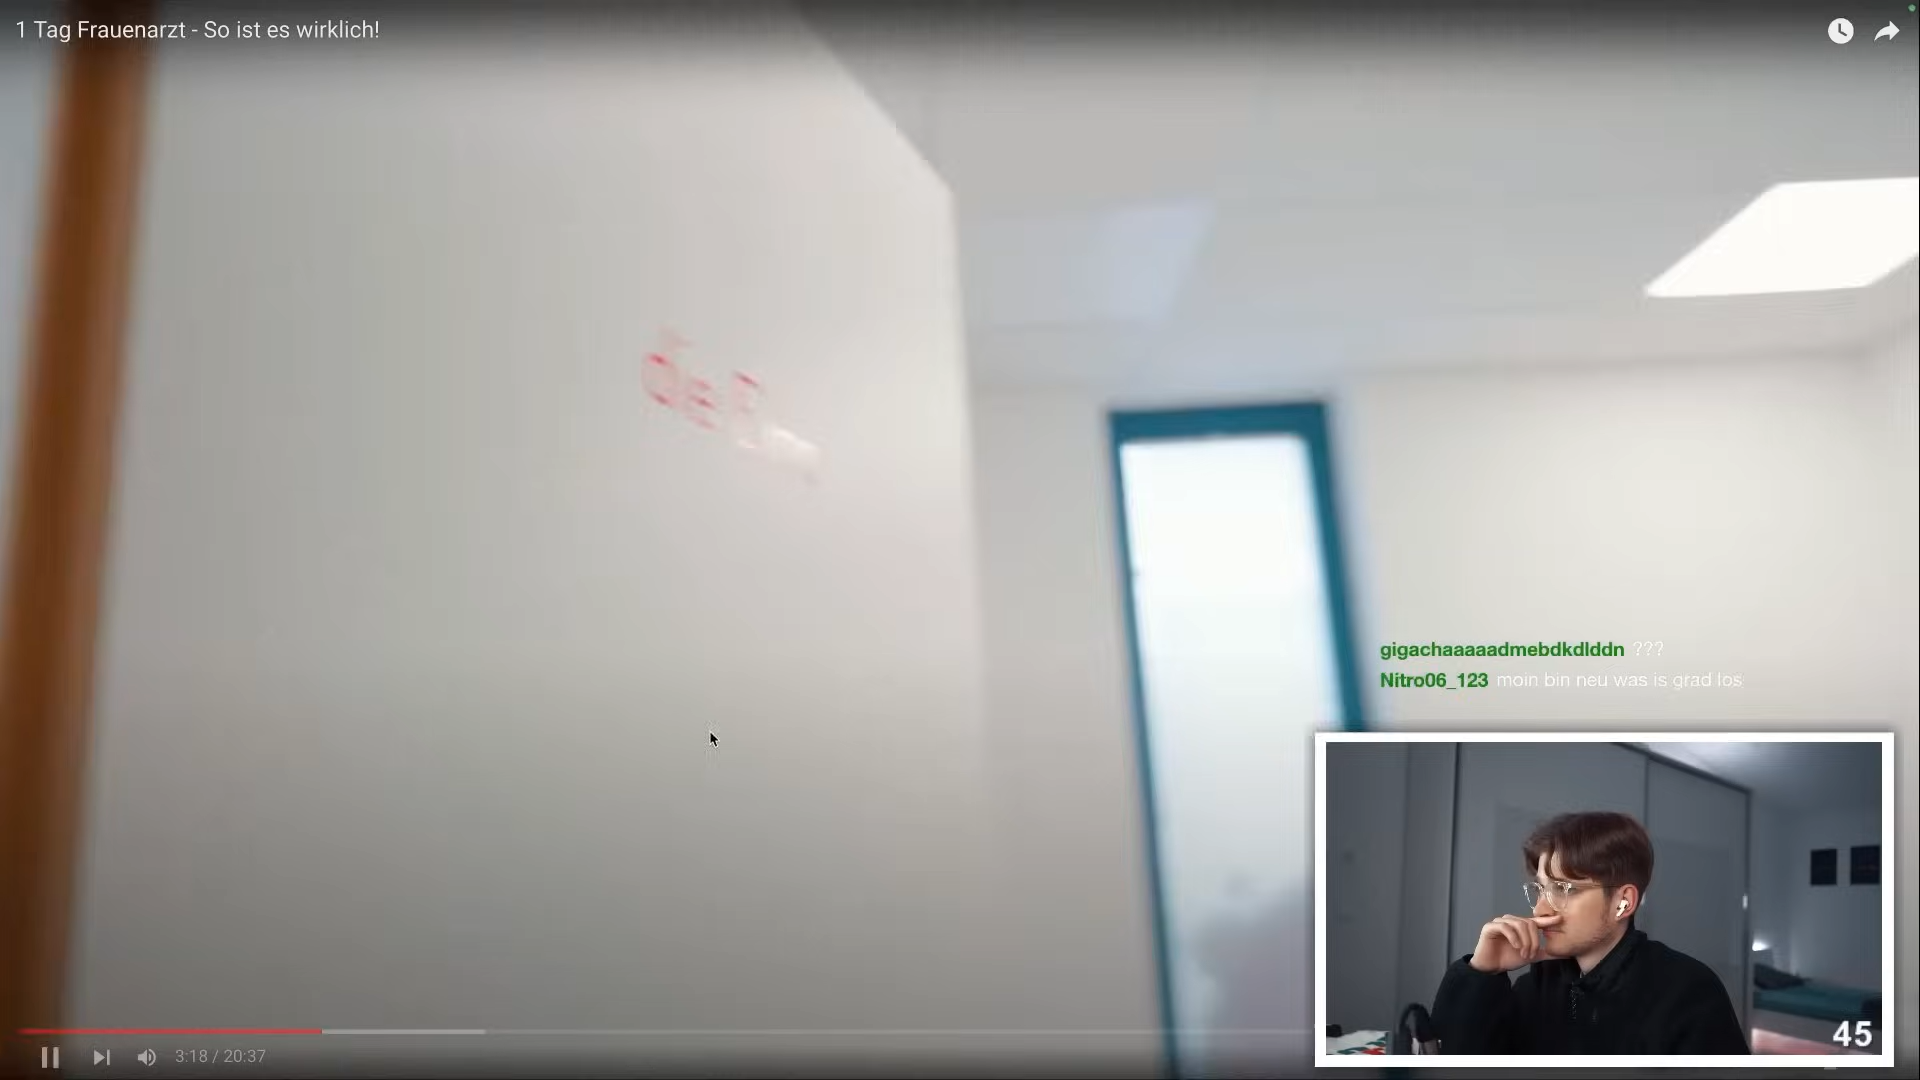 1 Tag Frauenarzt - So ist es wirklich!
gigachaaaaadmebdkdlddn ???
Nitro06_123 moin bin neu was is grad los
45
3:18 / 20:37